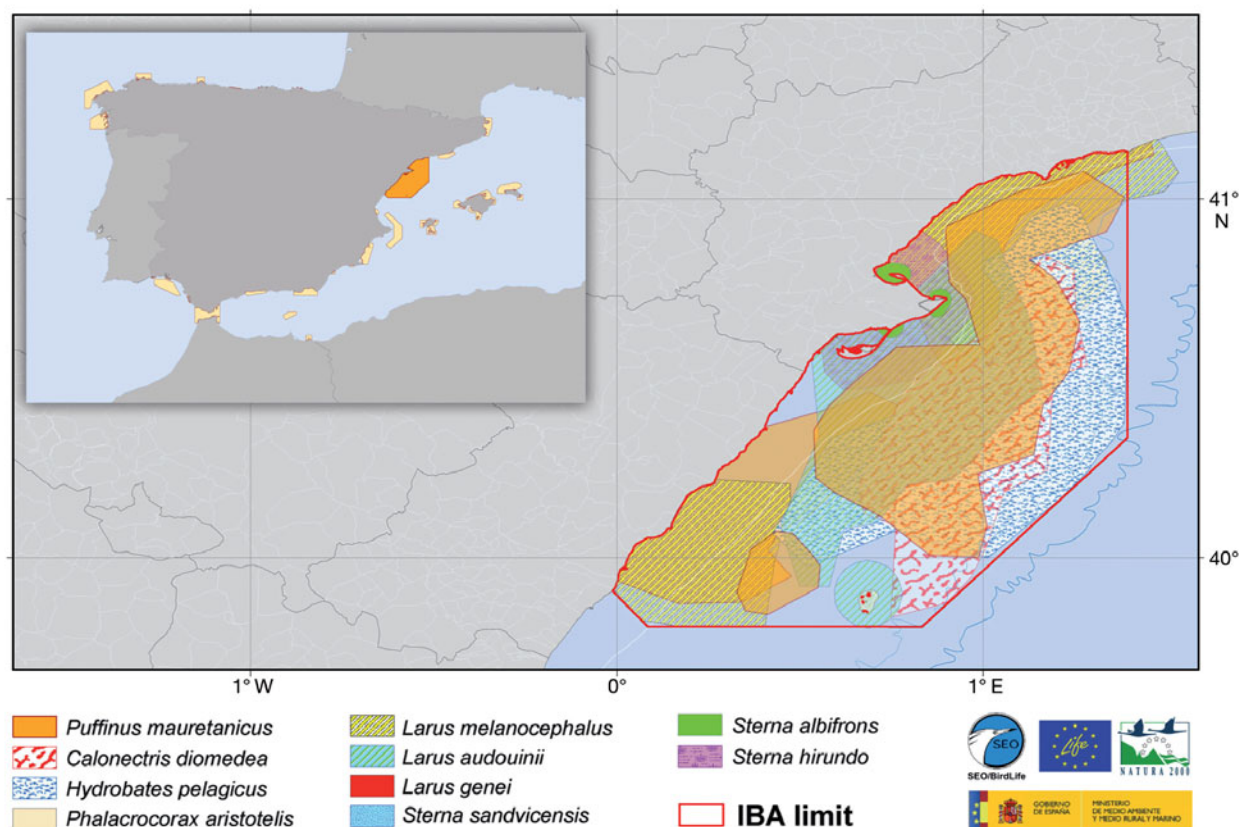 41°
N
40°
1° W
0°
1° E
Puffinus mauretanicus
Calonectris diomedea
Hydrobates pelagicus
Phalacrocorax aristotelis
Larus melanocephalus
Larus audouinii
Larus genei
Sterna sandvicensis
Sterna albifrons
Sterna hirundo
IBA limit
SEO
SEO/BirdLife
Life
NATURA 2000
GOBIERNO
DE ESPAÑA
MINISTERIO
DE MEDIO AMBIENTE
Y MEDIO RURAL Y MARINO